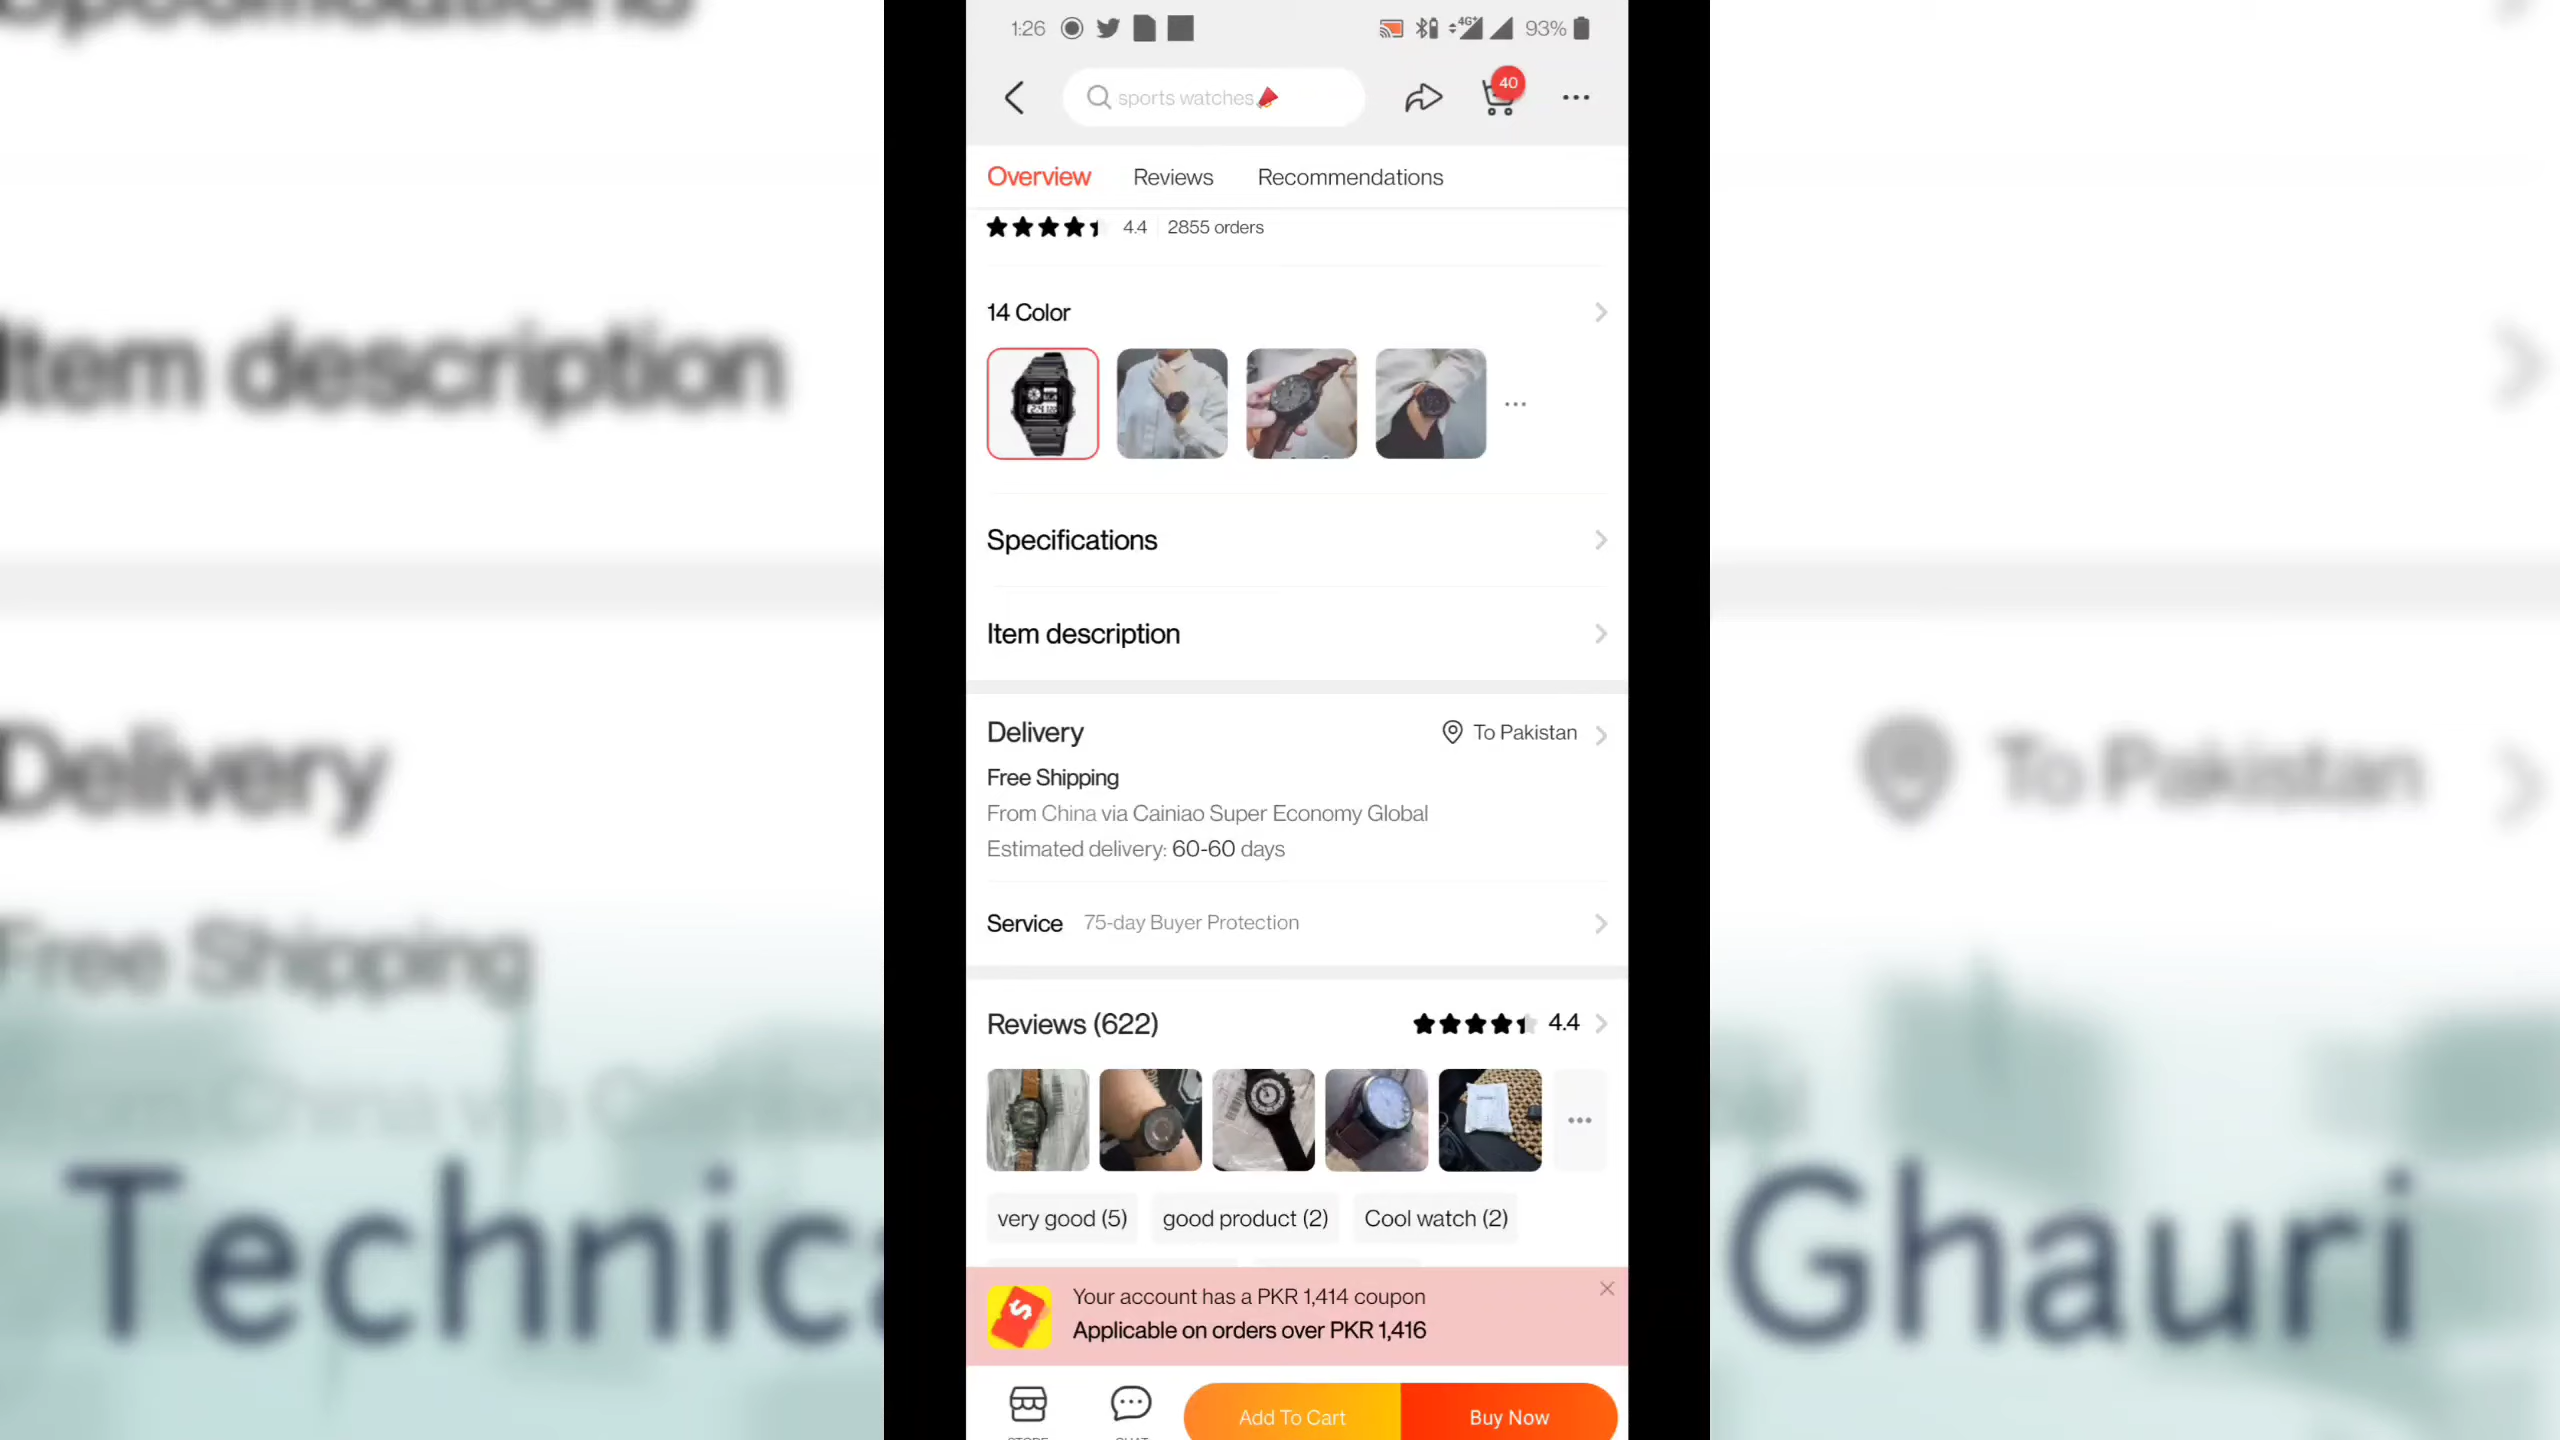 1:26
4G+
93%
sports watches
40
Overview
Reviews
Recommendations
4.4
2855 orders
14 Color
Specifications
Item description
Item description
Delivery
To Pakistan
Delivery
To Pakistan
Free Shipping
From China via Cainiao Super Economy Global
Estimated delivery: 60-60 days
Free Shipping
Service 75-day Buyer Protection
Reviews (622)
4.4
very good (5)
good product (2)
Cool watch (2)
Technica
Ghauri
Your account has a PKR 1,414 coupon
Applicable on orders over PKR 1,416
Add To Cart
Buy Now